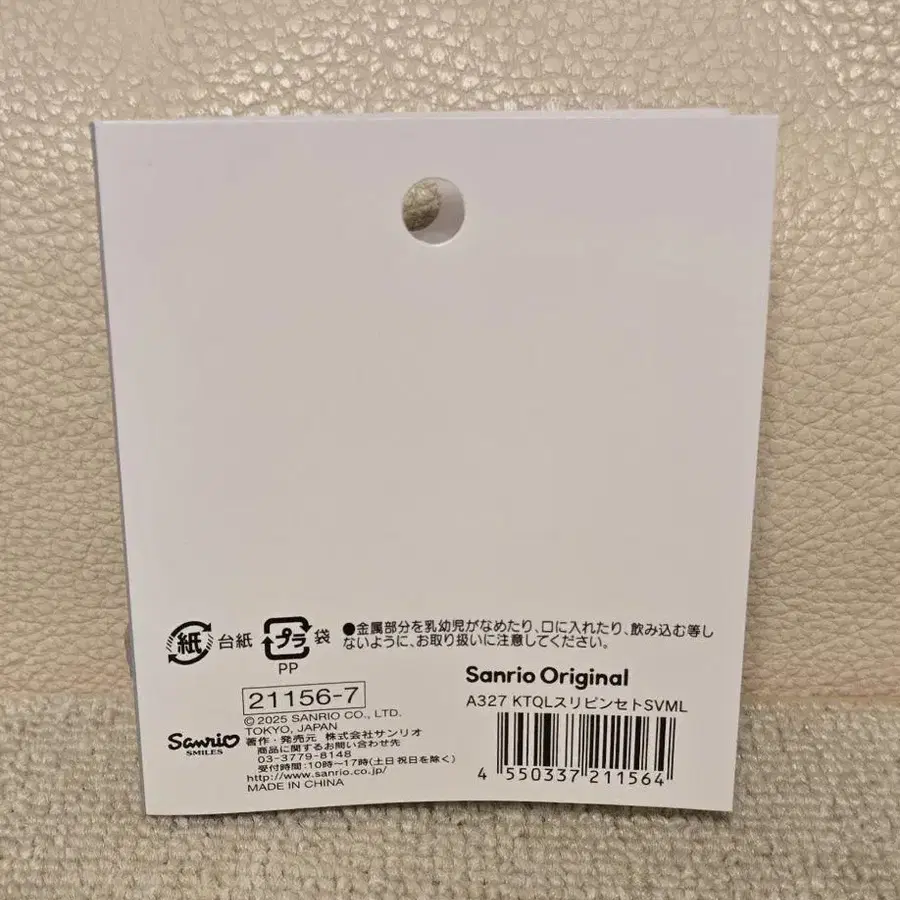 紙 台紙 プラ 袋
PP
●金属部分を乳幼児がなめたり、口に入れたり、飲み込む等し
ないように、お取り扱いに注意してください。
21156-7
© 2025 SANRIO CO., LTD.
TOKYO, JAPAN
著作・発売元 株式会社サンリオ
商品に関するお問い合わせ先
03-3779-8148
受付時間:10時〜17時(土日祝日を除く)
http://www.sanrio.co.jp/
MADE IN CHINA
Sanrio
SMILES
Sanrio Original
A327 KTQLスリピンセトSVML
4 550337 211564